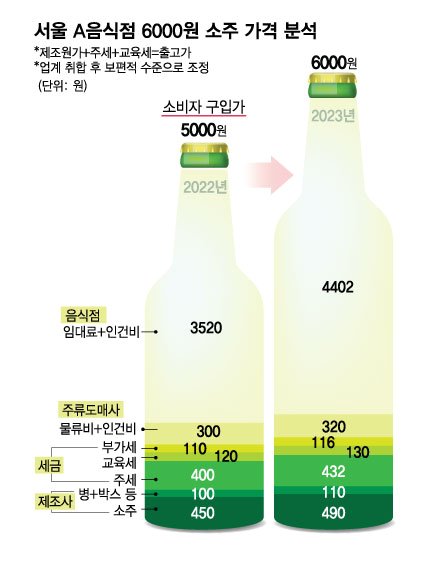 서울 A음식점 6000원 소주 가격 분석
*제조원가+주세+교육세=출고가
*업계 취합 후 보편적 수준으로 조정
(단위: 원)
소비자 구입가
5000원
6000원
2022년
2023년
음식점
임대료+인건비
3520
4402
주류도매사
물류비+인건비
300
320
세금
부가세
110
116
교육세
120
130
주세
400
432
제조사
병+박스 등
100
110
소주
450
490